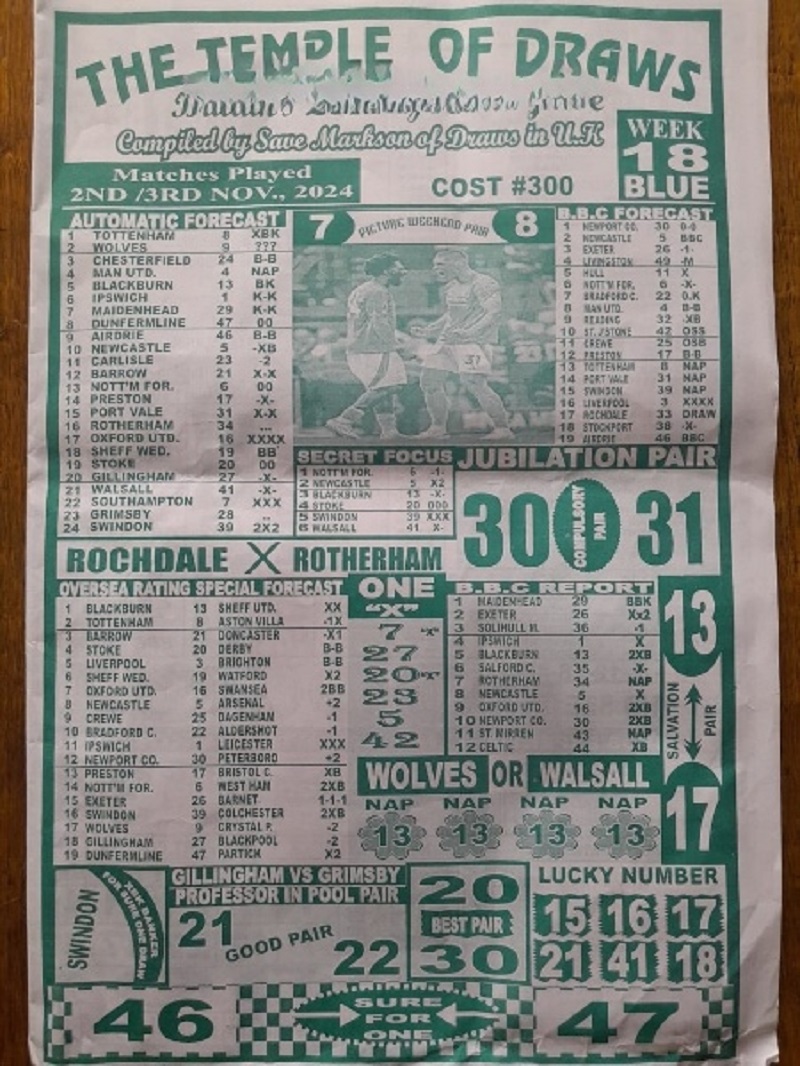 THE TEMPLE OF DRAWS
Compiled by Save Markson of Draws in U.K
WEEK
18
BLUE
Matches Played
2ND /3RD NOV., 2024
COST #300
AUTOMATIC FORECAST
1 TOTTENHAM 8 XBK
2 WOLVES 9 ???
3 CHESTERFIELD 24 B-B
4 MAN UTD. 4 NAP
5 BLACKBURN 13 BK
6 IPSWICH 1 K-K
7 MAIDENHEAD 29 K-K
8 DUNFERMLINE 47 00
9 AIRDRIE 46 B-B
10 NEWCASTLE 5 -XB
11 CARLISLE 23 -2
12 BARROW 21 X-X
13 NOTT'M FOR. 6 00
14 PRESTON 17 -X-
15 PORT VALE 31 X-X
16 ROTHERHAM 34 ...
17 OXFORD UTD. 16 XXXX
18 SHEFF WED. 19 BB
19 STOKE 20 00
20 GILLINGHAM 27 -X-
21 WALSALL 41 -X-
22 SOUTHAMPTON 7 XXX
23 GRIMSBY 28
24 SWINDON 39 2X2
7 PICTURE WEEKEND PAIR 8
37
B.B.C FORECAST
1 NEWPORT CO. 30 0-0
2 NEWCASTLE 5 BBC
3 EXETER 26 -1-
4 LIVINGSTON 49 -M
5 HULL 11 X
6 NOTT'M FOR. 6 -X-
7 BRADFORD C. 22 0.K
8 MAN UTD. 4 B-B
9 READING 32 -XB
10 ST. J'STONE 42 OSS
11 CREWE 25 OSB
12 PRESTON 17 B-B
13 TOTTENHAM 8 NAP
14 PORT VALE 31 NAP
15 SWINDON 39 NAP
16 LIVERPOOL 3 XXXX
17 ROCHDALE 33 DRAW
18 STOCKPORT 38 -X-
19 AIRDRIE 46 BBC
SECRET FOCUS
1 NOTT'M FOR. 6 -1-
2 NEWCASTLE 5 X2
3 BLACKBURN 13 -X-
4 STOKE 20 000
5 SWINDON 39 XXX
6 WALSALL 41 X-
JUBILATION PAIR
30 COMPULSORY PAIR 31
ROCHDALE X ROTHERHAM
OVERSEA RATING SPECIAL FORECAST
1 BLACKBURN 13 SHEFF UTD. XX
2 TOTTENHAM 8 ASTON VILLA -1X
3 BARROW 21 DONCASTER -X1
4 STOKE 20 DERBY B-B
5 LIVERPOOL 3 BRIGHTON B-B
6 SHEFF WED. 19 WATFORD X2
7 OXFORD UTD. 16 SWANSEA 2BB
8 NEWCASTLE 5 ARSENAL +2
9 CREWE 25 DAGENHAM -1
10 BRADFORD C. 22 ALDERSHOT -1
11 IPSWICH 1 LEICESTER XXX
12 NEWPORT CO. 30 PETERBORO +2
13 PRESTON 17 BRISTOL C. XB
14 NOTT'M FOR. 6 WEST HAM 2XB
15 EXETER 26 BARNET 1-1-1
16 SWINDON 39 COLCHESTER 2XB
17 WOLVES 9 CRYSTAL P. -2
18 GILLINGHAM 27 BLACKPOOL -2
19 DUNFERMLINE 47 PARTICK X2
ONE
"X"
7 "X"
27
20 "X"
23
5
42
B.B.C REPORT
1 MAIDENHEAD 29 BBK
2 EXETER 26 Xx2
3 SOLIHULL M. 36 -1
4 IPSWICH 1 X
5 BLACKBURN 13 2XB
6 SALFORD C. 35 -X-
7 ROTHERHAM 34 NAP
8 NEWCASTLE 5 X
9 OXFORD UTD. 16 2XB
10 NEWPORT CO. 30 2XB
11 ST MIRREN 43 NAP
12 CELTIC 44 XB
13
SALVATION PAIR
17
WOLVES OR WALSALL
NAP NAP NAP NAP
13 13 13 13
SWINDON
XBK BANKER
FOR SURE ONE DRAW
GILLINGHAM VS GRIMSBY
PROFESSOR IN POOL PAIR
21 GOOD PAIR 22
20
BEST PAIR
30
LUCKY NUMBER
15 16 17
21 41 18
46 SURE FOR ONE 47